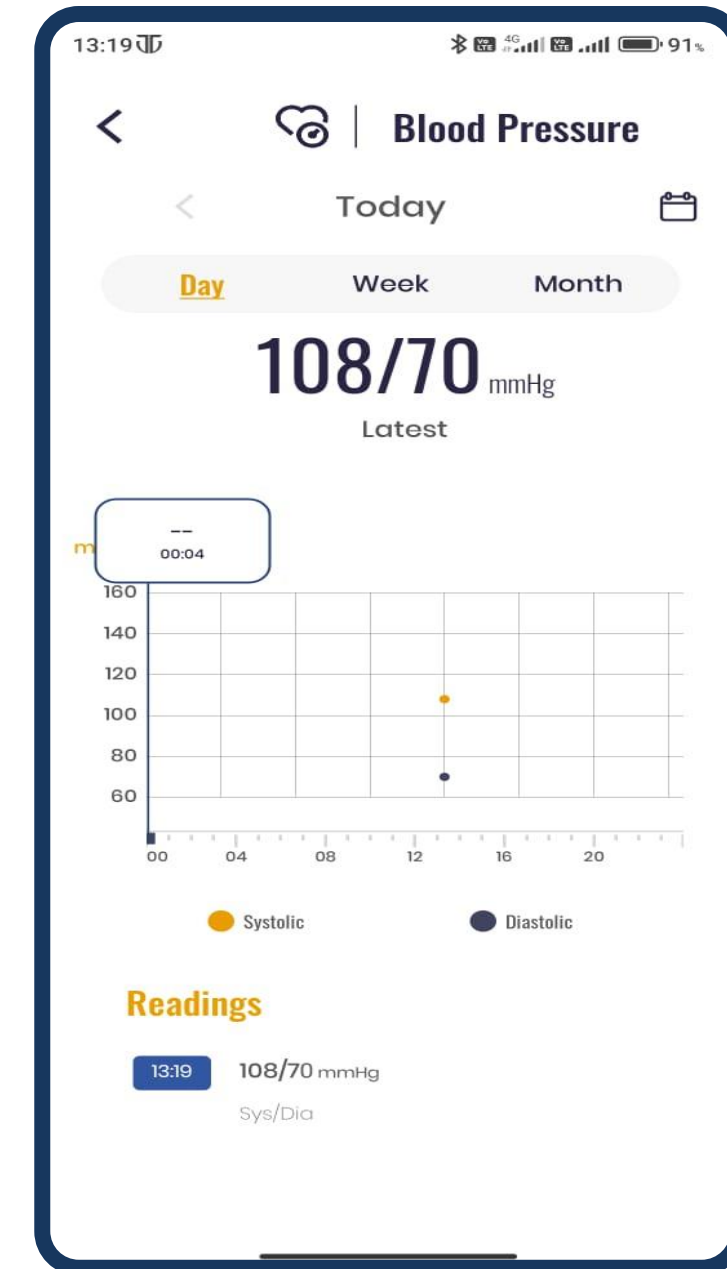 13:19 4G 91%
Blood Pressure
Today
Day Week Month
108/70 mmHg
Latest
--
00:04
m
160
140
120
100
80
60
00 04 08 12 16 20
Systolic Diastolic
Readings
13:19 108/70 mmHg
Sys/Dia